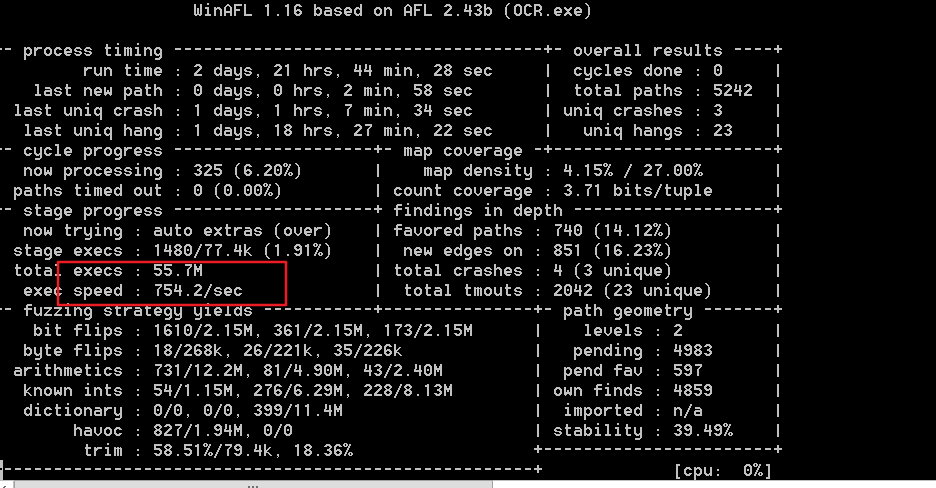 WinAFL 1.16 based on AFL 2.43b (OCR.exe)
-- process timing -------------------------------------+- overall results ----+
run time : 2 days, 21 hrs, 44 min, 28 sec | cycles done : 0 |
last new path : 0 days, 0 hrs, 2 min, 58 sec | total paths : 5242 |
last uniq crash : 1 days, 1 hrs, 7 min, 34 sec | uniq crashes : 3 |
last uniq hang : 1 days, 18 hrs, 27 min, 22 sec | uniq hangs : 23 |
-- cycle progress --------------------+- map coverage -+----------------------+
now processing : 325 (6.20%) | map density : 4.15% / 27.00% |
paths timed out : 0 (0.00%) | count coverage : 3.71 bits/tuple |
-- stage progress --------------------+ findings in depth --------------------+
now trying : auto extras (over) | favored paths : 740 (14.12%) |
stage execs : 1480/77.4k (1.91%) | new edges on : 851 (16.23%) |
total execs : 55.7M | total crashes : 4 (3 unique) |
exec speed : 754.2/sec | total tmouts : 2042 (23 unique) |
-- fuzzing strategy yields -----------+---------------+- path geometry -------+
bit flips : 1610/2.15M, 361/2.15M, 173/2.15M | levels : 2 |
byte flips : 18/268k, 26/221k, 35/226k | pending : 4983 |
arithmetics : 731/12.2M, 81/4.90M, 43/2.40M | pend fav : 597 |
known ints : 54/1.15M, 276/6.29M, 228/8.13M | own finds : 4859 |
dictionary : 0/0, 0/0, 399/11.4M | imported : n/a |
havoc : 827/1.94M, 0/0 | stability : 39.49% |
trim : 58.51%/79.4k, 18.36% +-----------------------+
------------------------------------------------------+ [cpu: 0%]